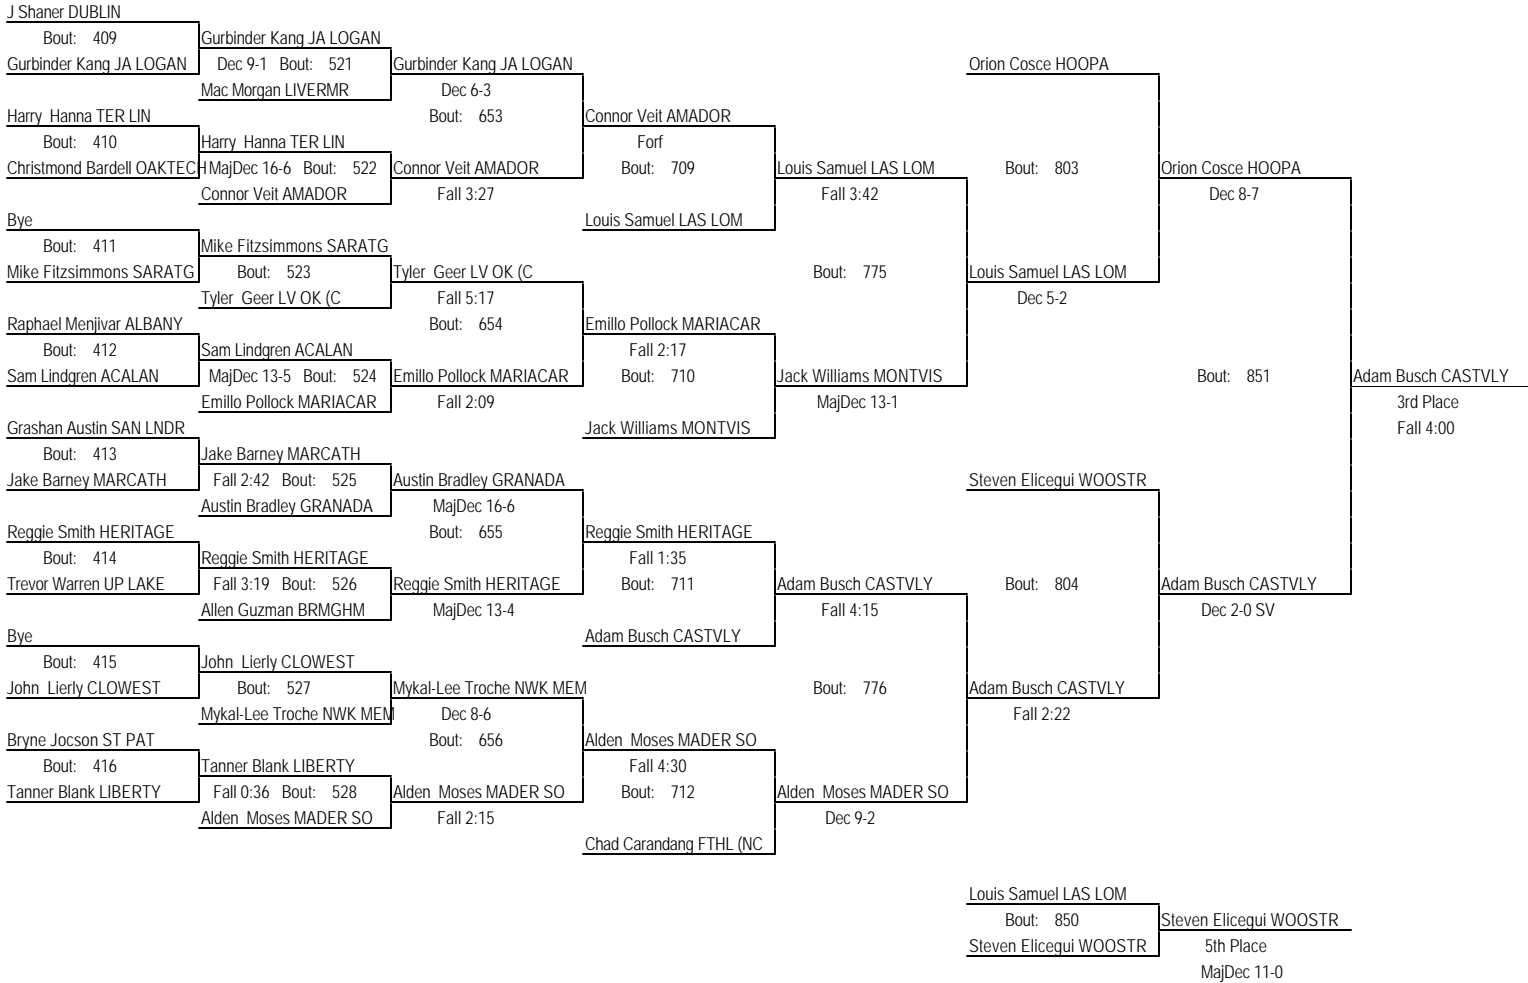 J Shaner DUBLIN
Bout: 409 Gurbinder Kang JA LOGAN
Gurbinder Kang JA LOGAN Dec 9-1 Bout: 521 Gurbinder Kang JA LOGAN Orion Cosce HOOPA
Mac Morgan LIVERMR Dec 6-3
Harry Hanna TER LIN Bout: 653 Connor Veit AMADOR
Bout: 410 Harry Hanna TER LIN Forf
Christmond Bardell OAKTECH MajDec 16-6 Bout: 522 Connor Veit AMADOR Bout: 709 Louis Samuel LAS LOM Bout: 803 Orion Cosce HOOPA
Connor Veit AMADOR Fall 3:27 Fall 3:42 Dec 8-7
Bye Louis Samuel LAS LOM
Bout: 411 Mike Fitzsimmons SARATG
Mike Fitzsimmons SARATG Bout: 523 Tyler Geer LV OK (C Bout: 775 Louis Samuel LAS LOM
Tyler Geer LV OK (C Fall 5:17 Dec 5-2
Raphael Menjivar ALBANY Bout: 654 Emillo Pollock MARIACAR
Bout: 412 Sam Lindgren ACALAN Fall 2:17
Sam Lindgren ACALAN MajDec 13-5 Bout: 524 Emillo Pollock MARIACAR Bout: 710 Jack Williams MONTVIS Bout: 851 Adam Busch CASTVLY
Emillo Pollock MARIACAR Fall 2:09 MajDec 13-1 3rd Place
Grashan Austin SAN LNDR Jack Williams MONTVIS Fall 4:00
Bout: 413 Jake Barney MARCATH
Jake Barney MARCATH Fall 2:42 Bout: 525 Austin Bradley GRANADA Steven Elicegui WOOSTR
Austin Bradley GRANADA MajDec 16-6
Reggie Smith HERITAGE Bout: 655 Reggie Smith HERITAGE
Bout: 414 Reggie Smith HERITAGE Fall 1:35
Trevor Warren UP LAKE Fall 3:19 Bout: 526 Reggie Smith HERITAGE Bout: 711 Adam Busch CASTVLY Bout: 804 Adam Busch CASTVLY
Allen Guzman BRMGHM MajDec 13-4 Fall 4:15 Dec 2-0 SV
Bye Adam Busch CASTVLY
Bout: 415 John Lierly CLOWEST
John Lierly CLOWEST Bout: 527 Mykal-Lee Troche NWK MEM Bout: 776 Adam Busch CASTVLY
Mykal-Lee Troche NWK MEM Dec 8-6 Fall 2:22
Bryne Jocson ST PAT Bout: 656 Alden Moses MADER SO
Bout: 416 Tanner Blank LIBERTY Fall 4:30
Tanner Blank LIBERTY Fall 0:36 Bout: 528 Alden Moses MADER SO Bout: 712 Alden Moses MADER SO
Alden Moses MADER SO Fall 2:15 Dec 9-2
Chad Carandang FTHL (NC
Louis Samuel LAS LOM
Bout: 850 Steven Elicegui WOOSTR
Steven Elicegui WOOSTR 5th Place
MajDec 11-0